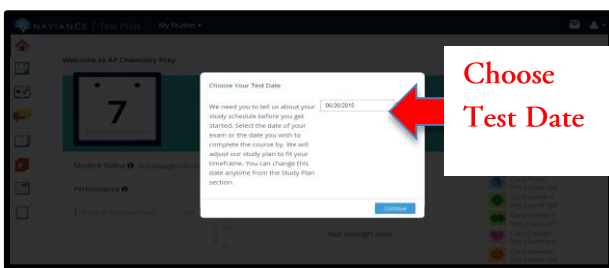 NAVIANCE | Test Prep My Studies
Welcome to AP Chemistry Prep
Choose Your Test Date
We need you to tell us about your
study schedule before you get
started. Select the date of your
exam or the date you wish to
complete the course by. We will
adjust our study plan to fit your
timeframe. You can change this
date anytime from the Study Plan
section.
06/26/2015
Continue
Choose
Test Date
7
Student Status
Performance
Not enough data